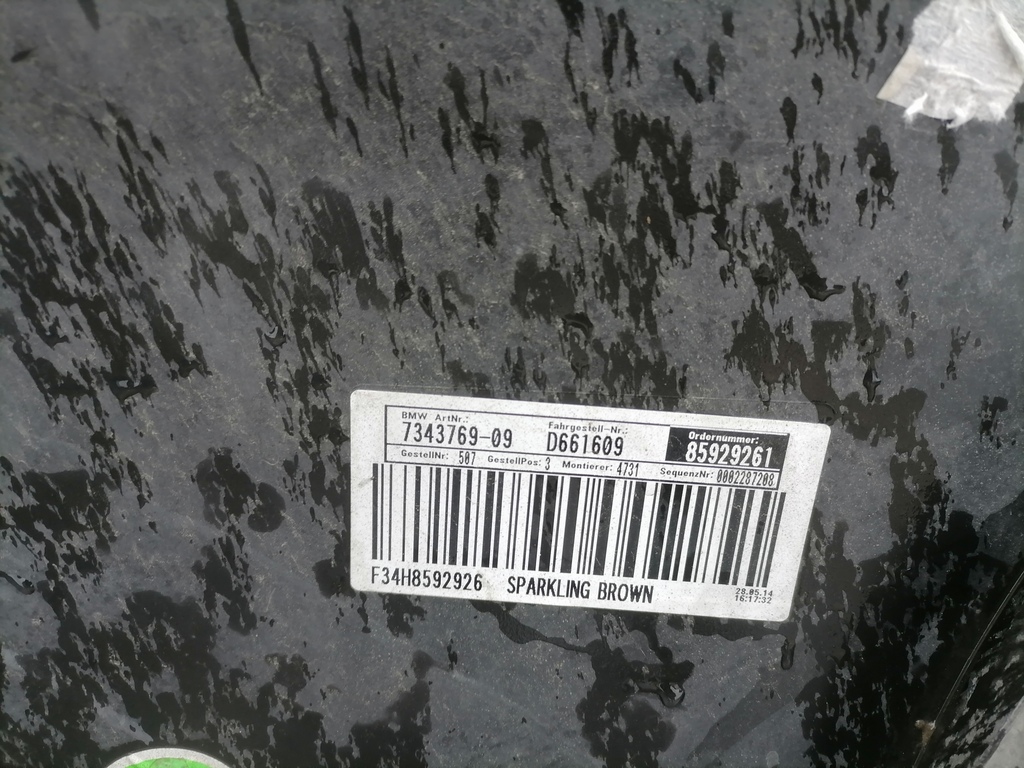 BMW ArtNr.: Fahrgestell-Nr.: Ordernummer:
7343769-09 D661609 85929261
GestellNr: 507 GestellPos: 3 Montierer: 4731 SequenzNr: 0002287208
F34H8592926 SPARKLING BROWN
28.05.14
16:17:32